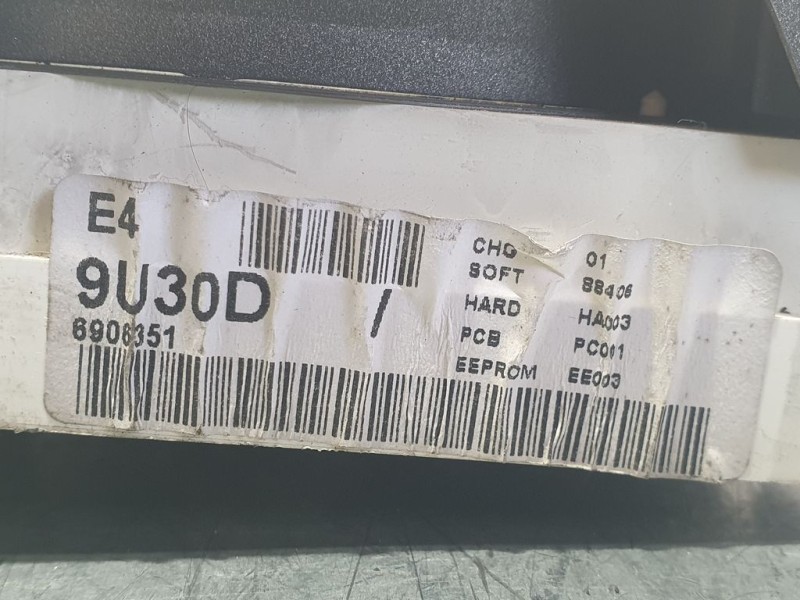 E4
9U30D /
6906351
CHG 01
SOFT 88406
HARD HA003
PCB PC001
EEPROM EE003